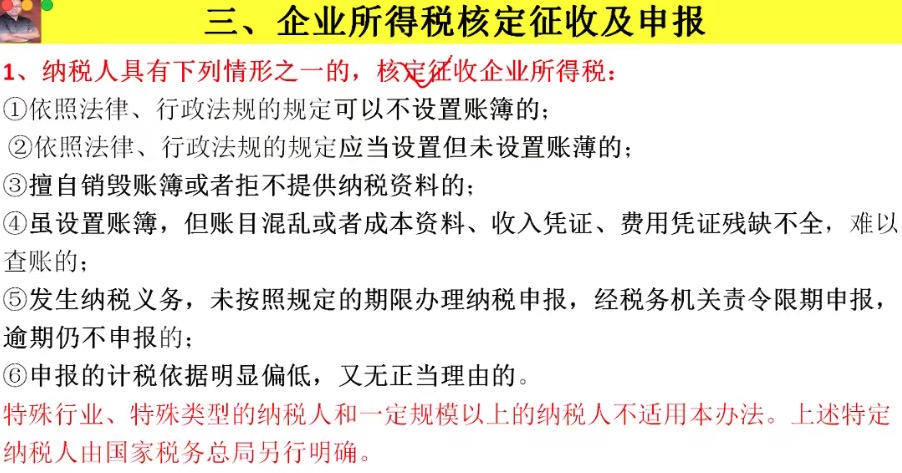 三、企业所得税核定征收及申报
1、纳税人具有下列情形之一的，核定征收企业所得税：
①依照法律、行政法规的规定可以不设置账簿的；
②依照法律、行政法规的规定应当设置但未设置账薄的；
③擅自销毁账簿或者拒不提供纳税资料的；
④虽设置账簿，但账目混乱或者成本资料、收入凭证、费用凭证残缺不全，难以
查账的；
⑤发生纳税义务，未按照规定的期限办理纳税申报，经税务机关责令限期申报，
逾期仍不申报的；
⑥申报的计税依据明显偏低，又无正当理由的。
特殊行业、特殊类型的纳税人和一定规模以上的纳税人不适用本办法。上述特定
纳税人由国家税务总局另行明确。